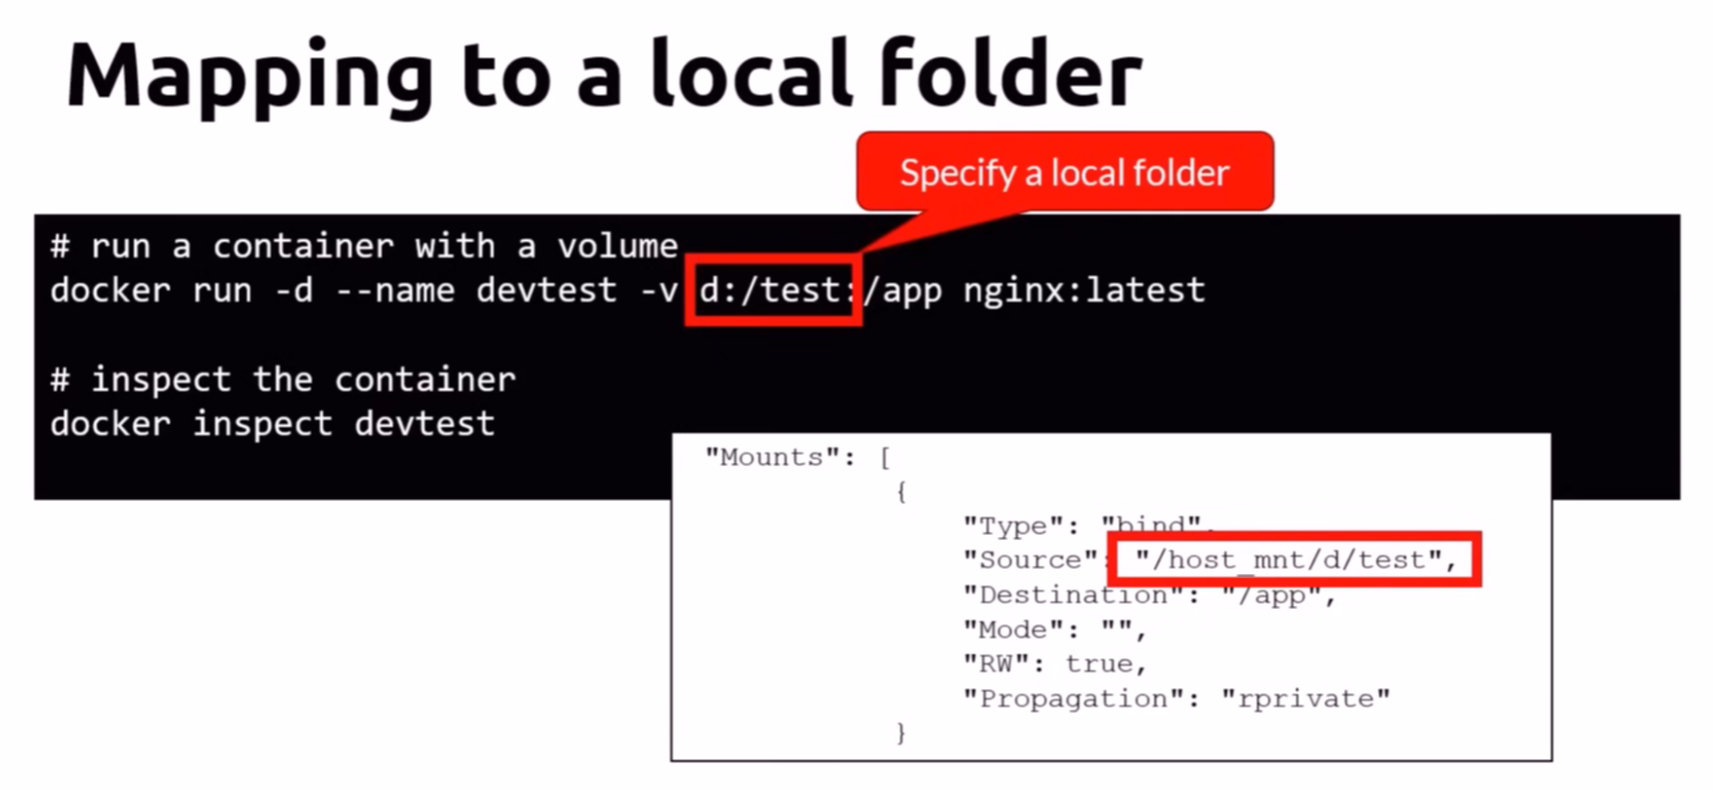 Mapping to a local folder
Specify a local folder
# run a container with a volume
docker run -d --name devtest -v d:/test:/app nginx:latest
# inspect the container
docker inspect devtest
"Mounts": [
{
"Type": "bind",
"Source": "/host_mnt/d/test",
"Destination": "/app",
"Mode": "",
"RW": true,
"Propagation": "rprivate"
}